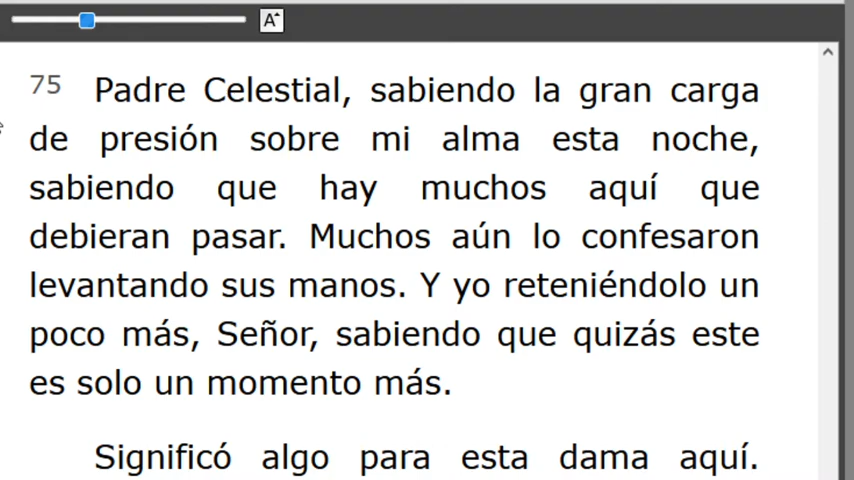 A
75 Padre Celestial, sabiendo la gran carga
de presión sobre mi alma esta noche,
sabiendo que hay muchos aquí que
debieran pasar. Muchos aún lo confesaron
levantando sus manos. Y yo reteniéndolo un
poco más, Señor, sabiendo que quizás este
es solo un momento más.
Significó algo para esta dama aquí.